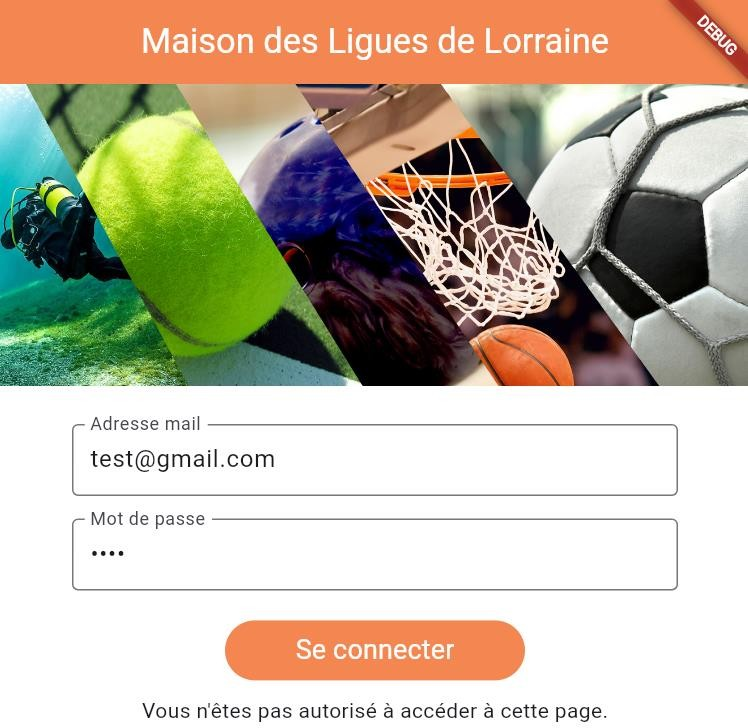 Maison des Ligues de Lorraine
DEBUG
Adresse mail
test@gmail.com
Mot de passe
••••
Se connecter
Vous n'êtes pas autorisé à accéder à cette page.